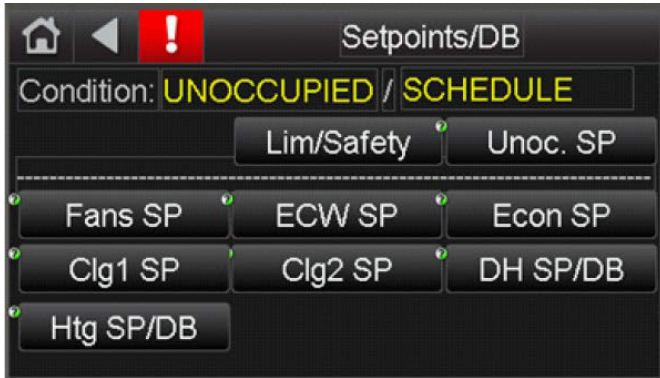 Setpoints/DB
Condition: UNOCCUPIED / SCHEDULE
Lim/Safety Unoc. SP
Fans SP ECW SP Econ SP
Clg1 SP Clg2 SP DH SP/DB
Htg SP/DB